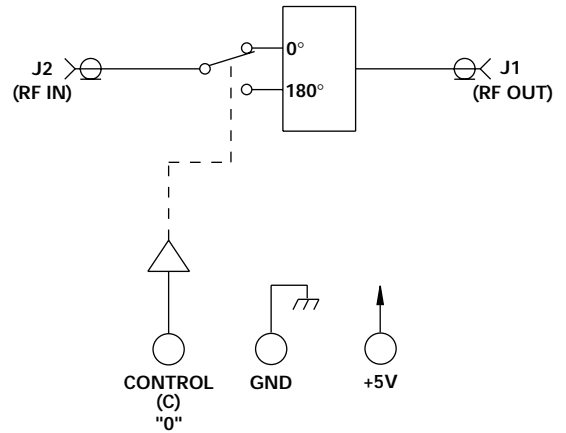 0°
J2
J1
(RF IN)
180°
(RF OUT)
CONTROL
(C)
"0"
GND
+5V